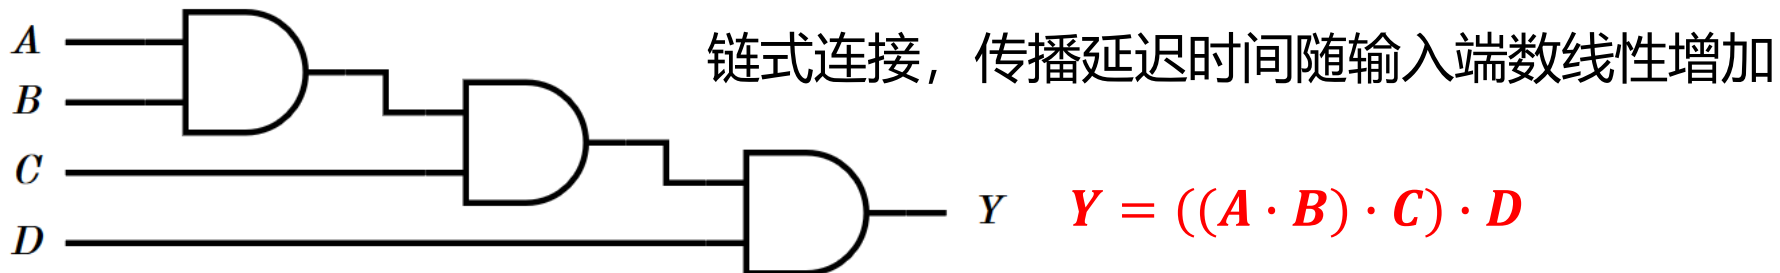 A
B
C
D
链式连接，传播延迟时间随输入端数线性增加
Y
Y = ((A · B) · C) · D